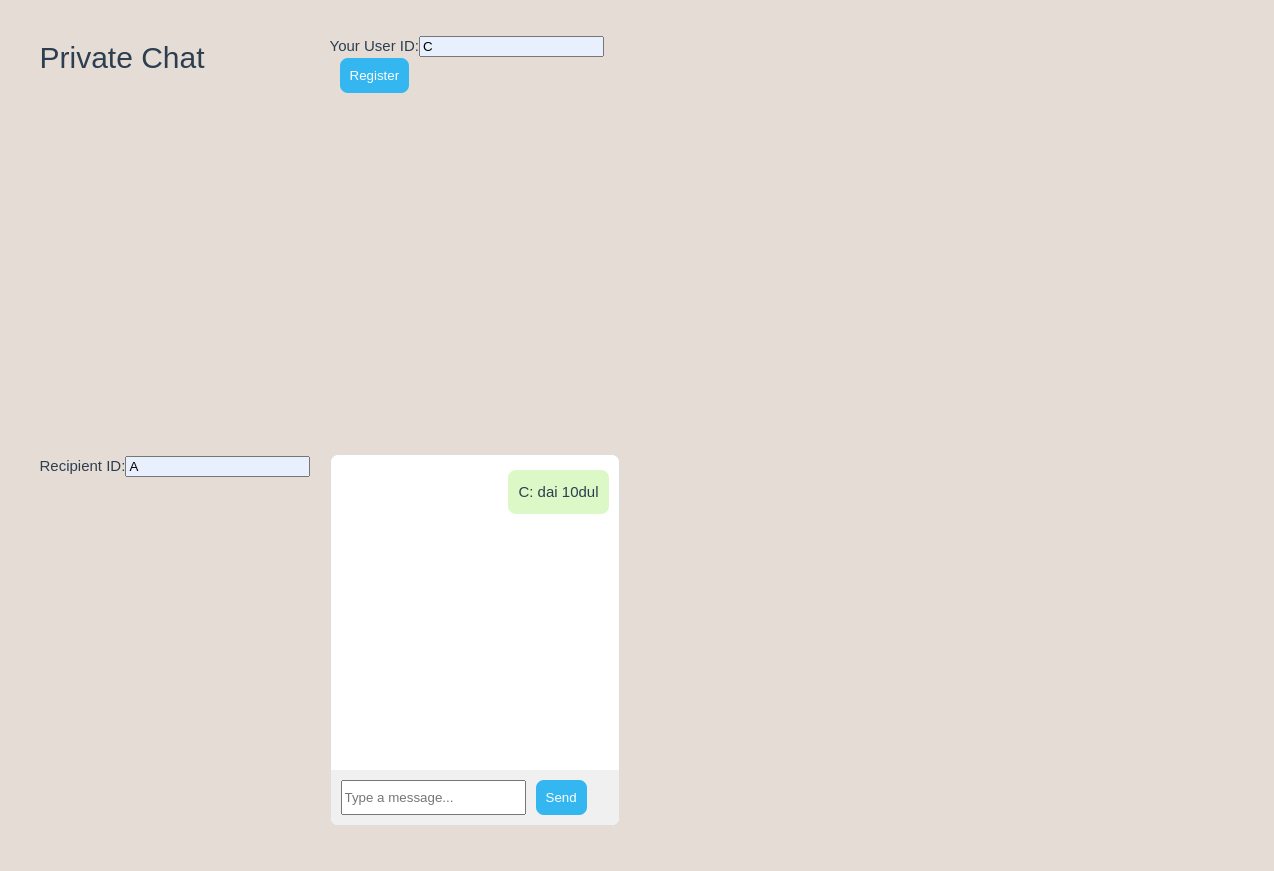 Private Chat
Your User ID: C
Register
Recipient ID: A
C: dai 10dul
Type a message...
Send